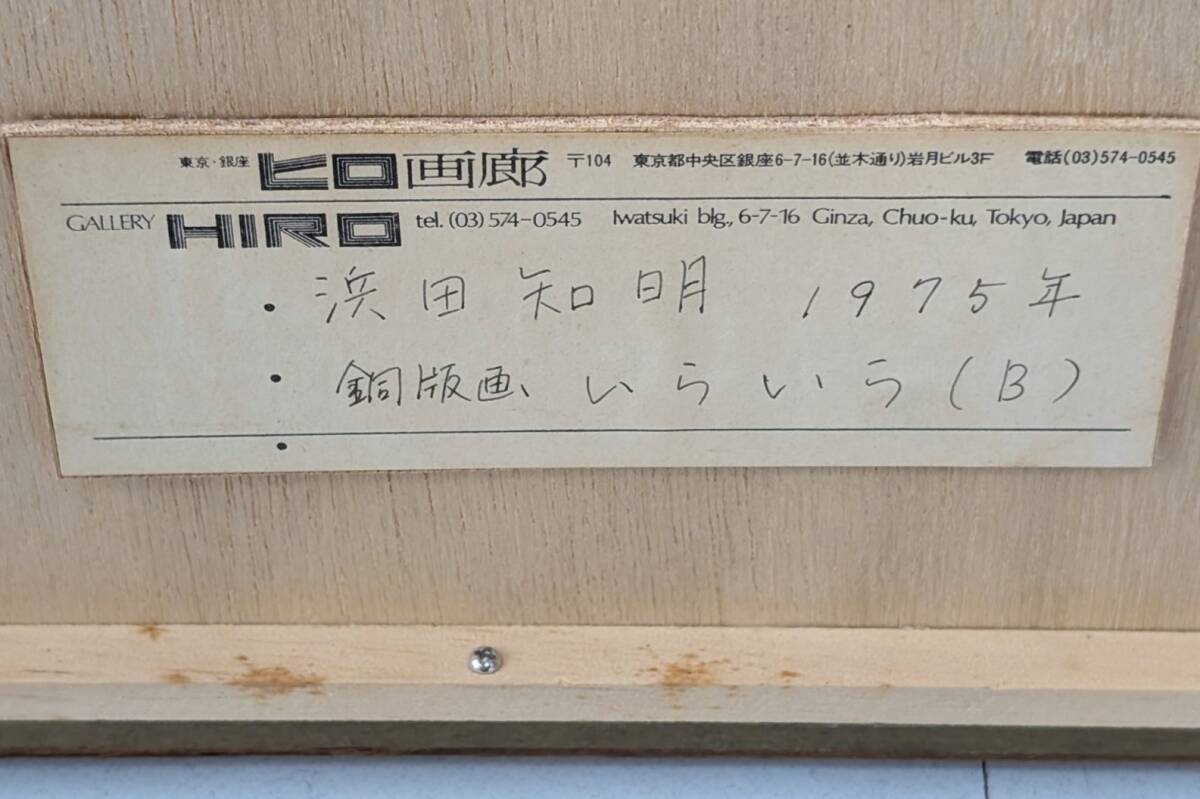 東京・銀座 ヒロ画廊 〒104 東京都中央区銀座6-7-16(並木通り)岩月ビル3F 電話(03)574-0545
GALLERY HIRO tel. (03) 574-0545 Iwatsuki blg., 6-7-16 Ginza, Chuo-ku, Tokyo, Japan
・浜田知明 1975年
・銅版画、いらいら(B)
・